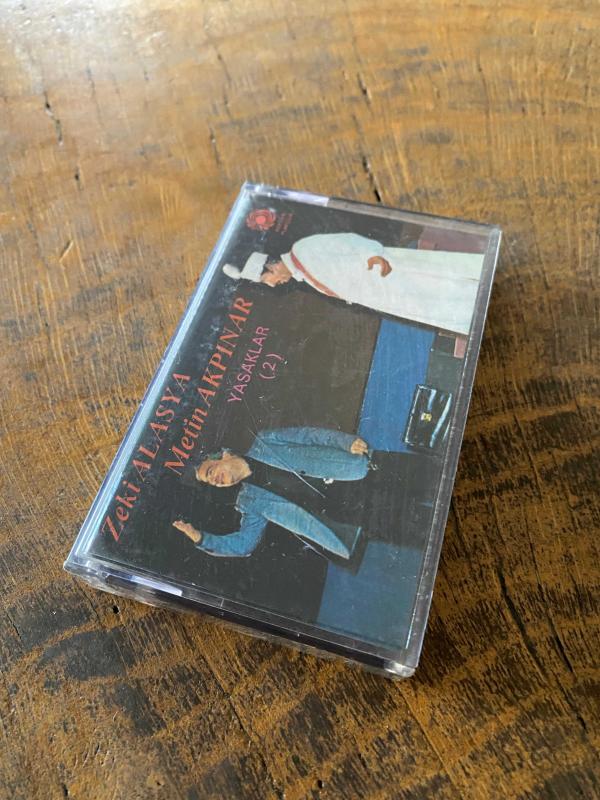 Zeki ALASYA
Metin AKPINAR
YASAKLAR
(2)